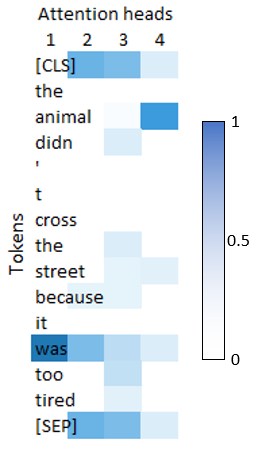 Attention heads
1 2 3 4
[CLS]
the
animal
didn
'
t
cross
the
street
because
it
was
too
tired
[SEP]
Tokens
1
0.5
0